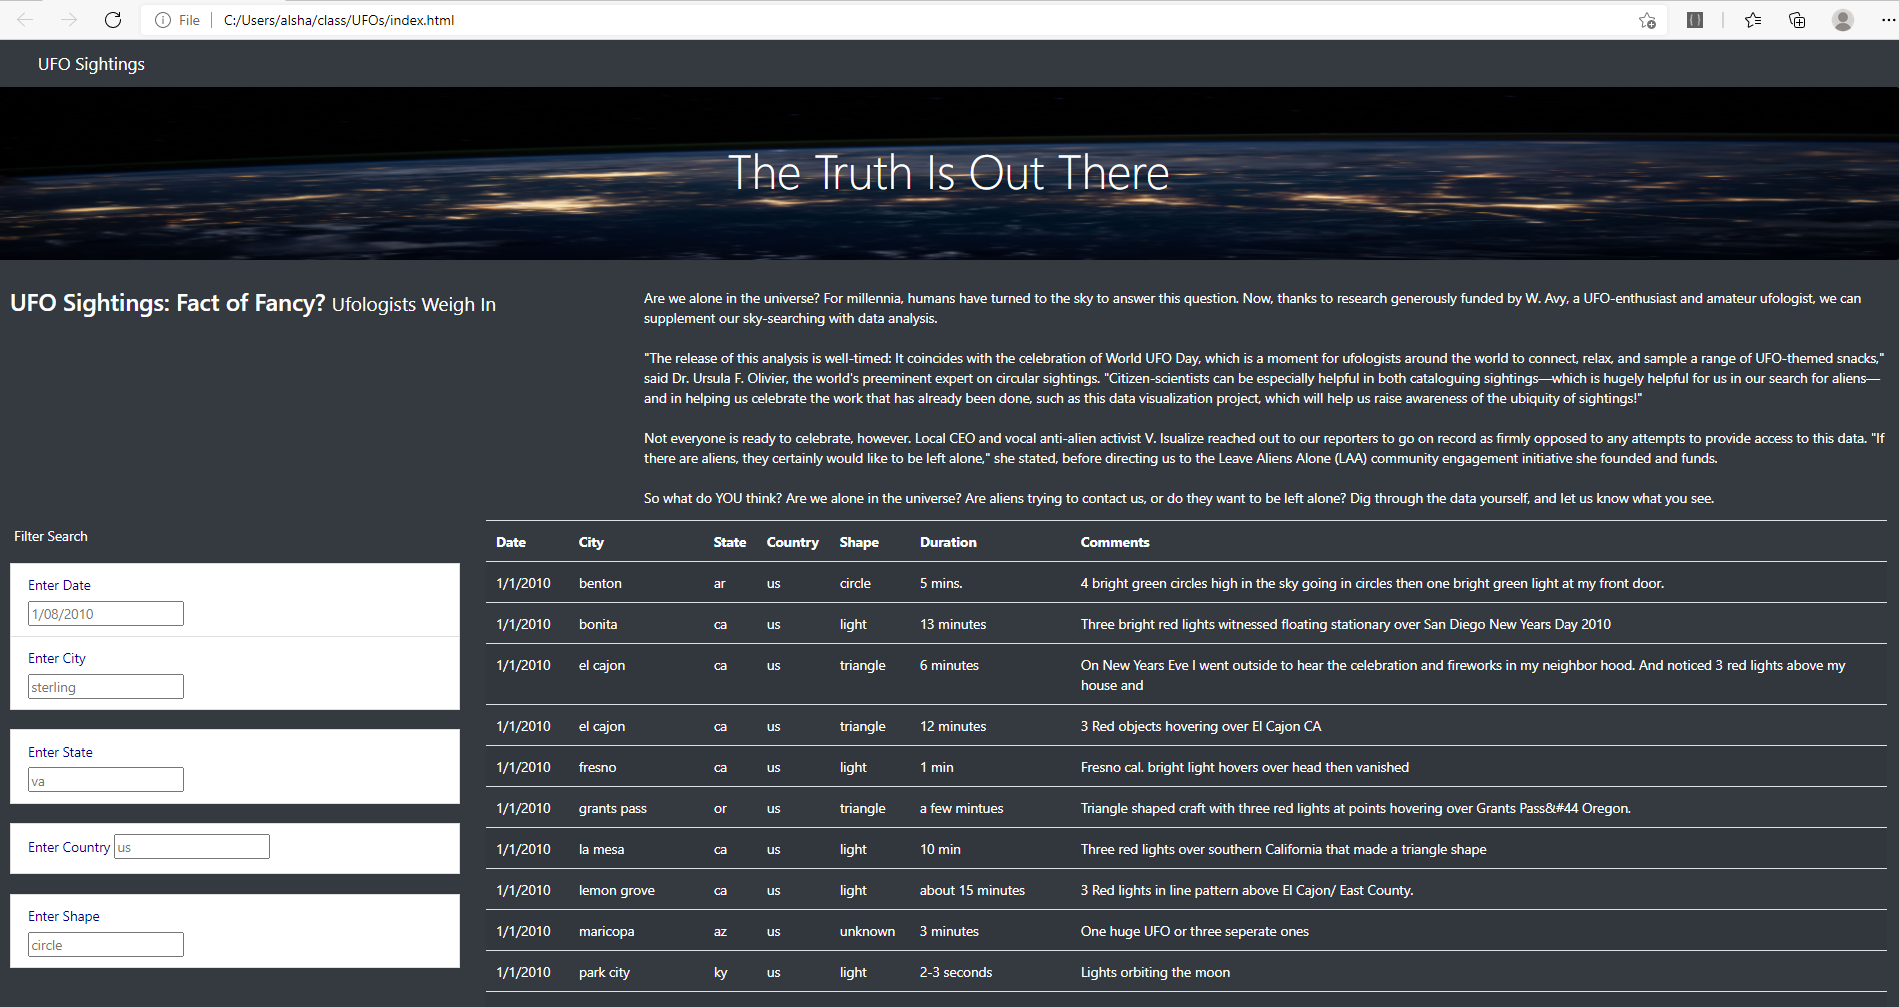 File C:/Users/alsha/class/UFOs/index.html
UFO Sightings
The Truth Is Out There
UFO Sightings: Fact of Fancy? Ufologists Weigh In
Are we alone in the universe? For millennia, humans have turned to the sky to answer this question. Now, thanks to research generously funded by W. Avy, a UFO-enthusiast and amateur ufologist, we can
supplement our sky-searching with data analysis.
"The release of this analysis is well-timed: It coincides with the celebration of World UFO Day, which is a moment for ufologists around the world to connect, relax, and sample a range of UFO-themed snacks,"
said Dr. Ursula F. Olivier, the world's preeminent expert on circular sightings. "Citizen-scientists can be especially helpful in both cataloguing sightings—which is hugely helpful for us in our search for aliens—
and in helping us celebrate the work that has already been done, such as this data visualization project, which will help us raise awareness of the ubiquity of sightings!"
Not everyone is ready to celebrate, however. Local CEO and vocal anti-alien activist V. Isualize reached out to our reporters to go on record as firmly opposed to any attempts to provide access to this data. "If
there are aliens, they certainly would like to be left alone," she stated, before directing us to the Leave Aliens Alone (LAA) community engagement initiative she founded and funds.
So what do YOU think? Are we alone in the universe? Are aliens trying to contact us, or do they want to be left alone? Dig through the data yourself, and let us know what you see.
Filter Search
Enter Date
1/08/2010
Enter City
sterling
Enter State
va
Enter Country us
Enter Shape
circle
Date City State Country Shape Duration Comments
1/1/2010 benton ar us circle 5 mins. 4 bright green circles high in the sky going in circles then one bright green light at my front door.
1/1/2010 bonita ca us light 13 minutes Three bright red lights witnessed floating stationary over San Diego New Years Day 2010
1/1/2010 el cajon ca us triangle 6 minutes On New Years Eve I went outside to hear the celebration and fireworks in my neighbor hood. And noticed 3 red lights above my
house and
1/1/2010 el cajon ca us triangle 12 minutes 3 Red objects hovering over El Cajon CA
1/1/2010 fresno ca us light 1 min Fresno cal. bright light hovers over head then vanished
1/1/2010 grants pass or us triangle a few mintues Triangle shaped craft with three red lights at points hovering over Grants Pass&#44 Oregon.
1/1/2010 la mesa ca us light 10 min Three red lights over southern California that made a triangle shape
1/1/2010 lemon grove ca us light about 15 minutes 3 Red lights in line pattern above El Cajon/ East County.
1/1/2010 maricopa az us unknown 3 minutes One huge UFO or three seperate ones
1/1/2010 park city ky us light 2-3 seconds Lights orbiting the moon